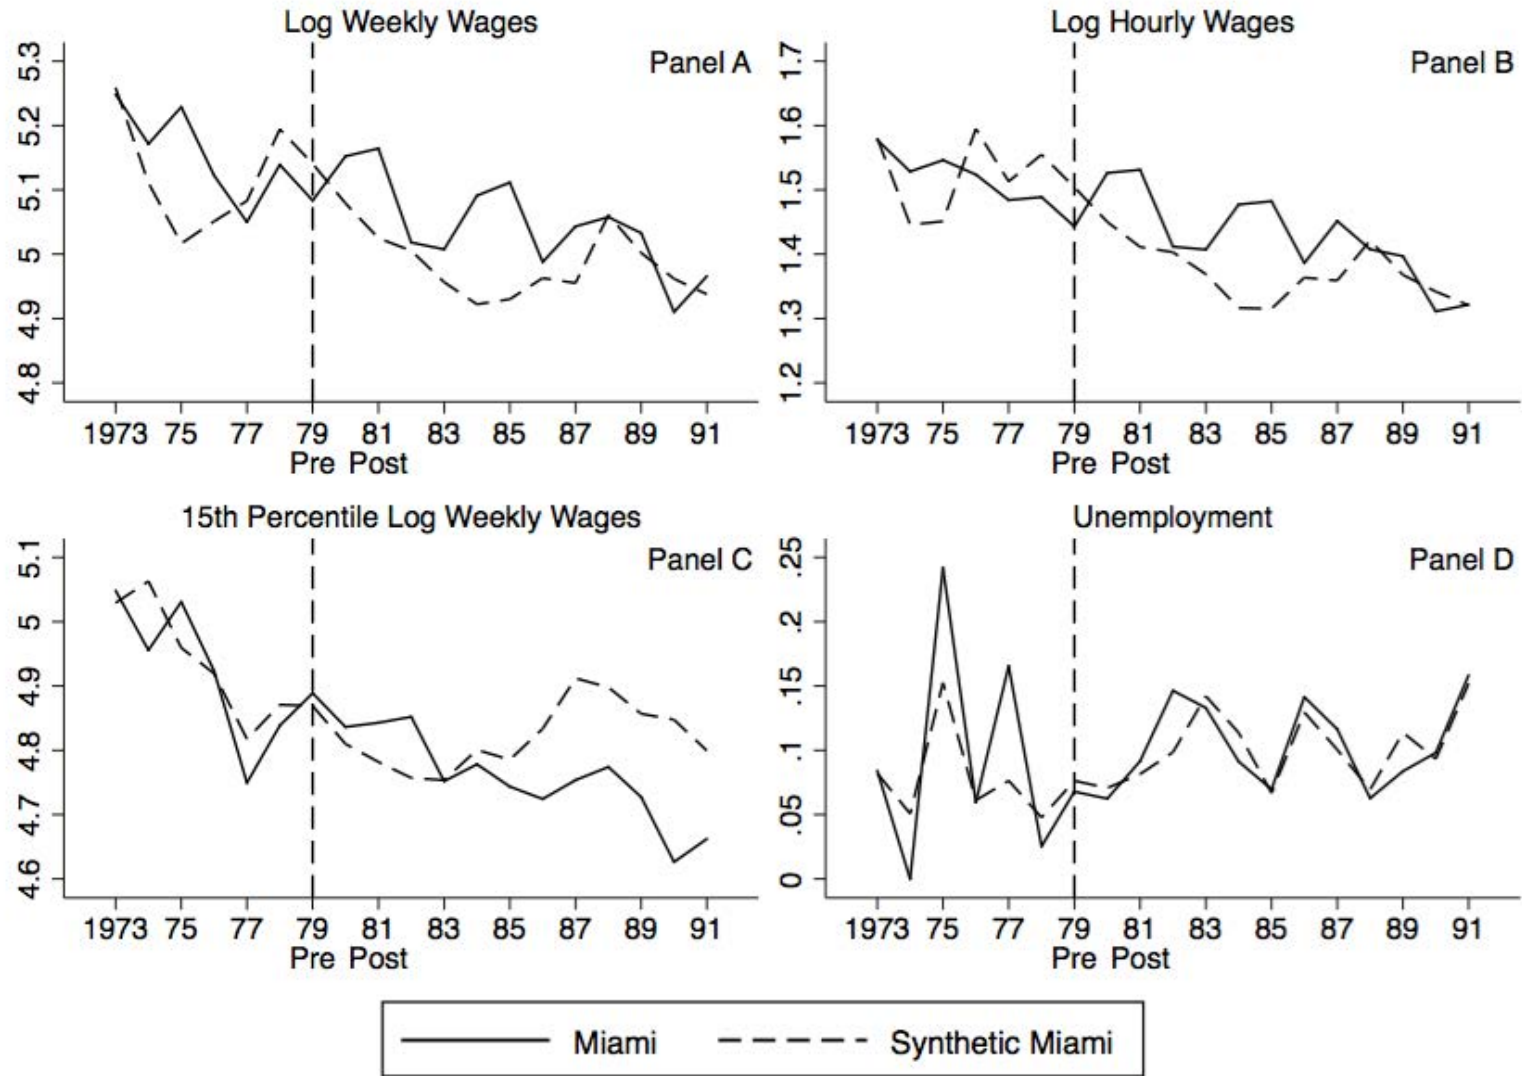 Log Weekly Wages
Panel A
5.3
5.2
5.1
5
4.9
4.8
1973 75 77 79 81 83 85 87 89 91
Pre Post
Log Hourly Wages
Panel B
1.7
1.6
1.5
1.4
1.3
1.2
1973 75 77 79 81 83 85 87 89 91
Pre Post
15th Percentile Log Weekly Wages
Panel C
5.1
5
4.9
4.8
4.7
4.6
1973 75 77 79 81 83 85 87 89 91
Pre Post
Unemployment
Panel D
.25
.2
.15
.1
.05
0
1973 75 77 79 81 83 85 87 89 91
Pre Post
Miami
Synthetic Miami